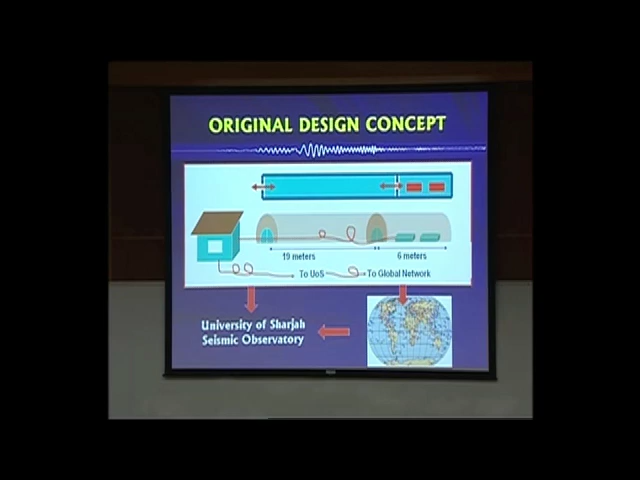 ORIGINAL DESIGN CONCEPT
19 meters
6 meters
To UoS
To Global Network
University of Sharjah
Seismic Observatory